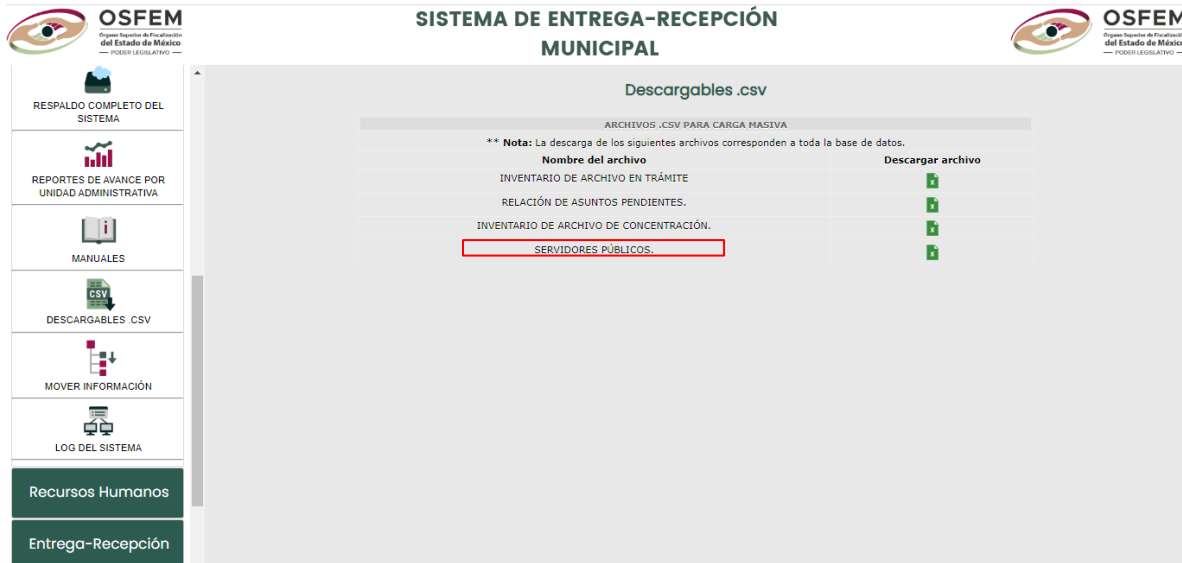 OSFEM
Órgano Superior de Fiscalización
del Estado de México
— PODER LEGISLATIVO —
SISTEMA DE ENTREGA-RECEPCIÓN
MUNICIPAL
OSFEM
Órgano Superior de Fiscalización
del Estado de México
— PODER LEGISLATIVO —
RESPALDO COMPLETO DEL
SISTEMA
REPORTES DE AVANCE POR
UNIDAD ADMINISTRATIVA
MANUALES
CSV
DESCARGABLES .CSV
MOVER INFORMACIÓN
LOG DEL SISTEMA
Recursos Humanos
Entrega-Recepción
Descargables .csv
ARCHIVOS .CSV PARA CARGA MASIVA
** Nota: La descarga de los siguientes archivos corresponden a toda la base de datos.
Nombre del archivo Descargar archivo
INVENTARIO DE ARCHIVO EN TRÁMITE
RELACIÓN DE ASUNTOS PENDIENTES.
INVENTARIO DE ARCHIVO DE CONCENTRACIÓN.
SERVIDORES PÚBLICOS.